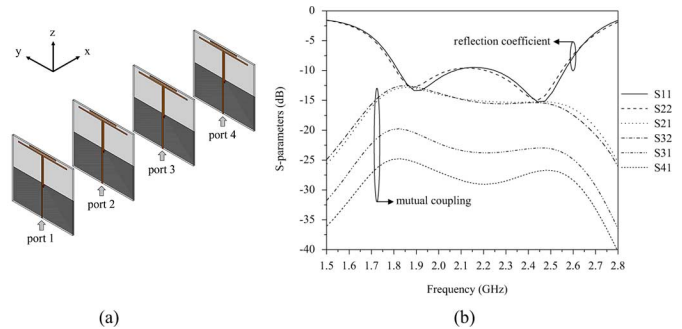 (a)
z
y
x
port 1
port 2
port 3
port 4
0
-5
-10
-15
-20
-25
-30
-35
-40
S-parameters (dB)
reflection coefficient
mutual coupling
1.5 1.6 1.7 1.8 1.9 2.0 2.1 2.2 2.3 2.4 2.5 2.6 2.7 2.8
Frequency (GHz)
S11
S22
S21
S32
S31
S41
(a)
(b)